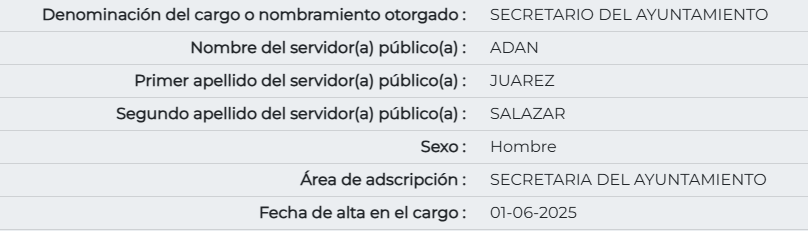 Denominación del cargo o nombramiento otorgado : SECRETARIO DEL AYUNTAMIENTO
Nombre del servidor(a) público(a) : ADAN
Primer apellido del servidor(a) público(a) : JUAREZ
Segundo apellido del servidor(a) público(a) : SALAZAR
Sexo : Hombre
Área de adscripción : SECRETARIA DEL AYUNTAMIENTO
Fecha de alta en el cargo : 01-06-2025